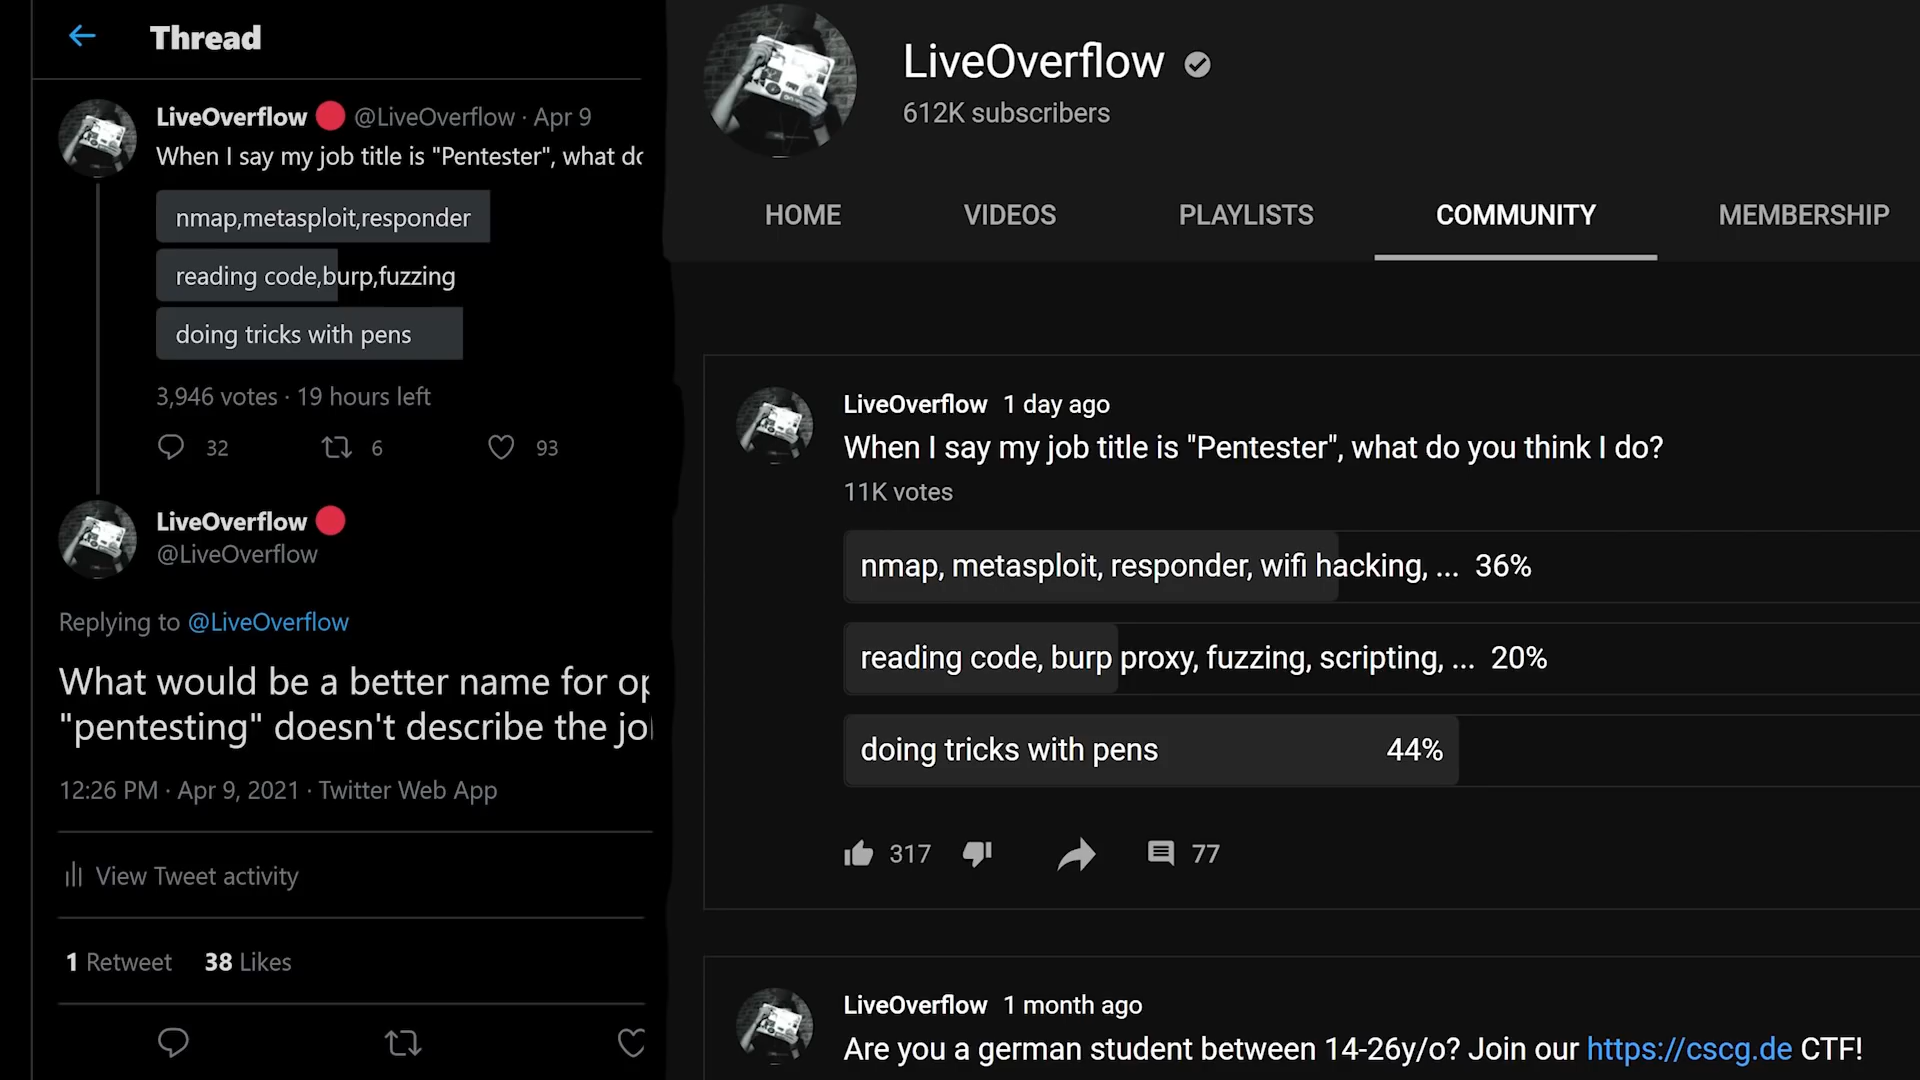 Thread
LiveOverflow @LiveOverflow · Apr 9
When I say my job title is "Pentester", what
nmap,metasploit,responder
reading code,burp,fuzzing
doing tricks with pens
3,946 votes · 19 hours left
32 6 93
LiveOverflow
@LiveOverflow
Replying to @LiveOverflow
What would be a better name for
"pentesting" doesn't describe the
12:26 PM · Apr 9, 2021 · Twitter Web App
View Tweet activity
1 Retweet 38 Likes
LiveOverflow
612K subscribers
HOME VIDEOS PLAYLISTS COMMUNITY MEMBERSHIP
LiveOverflow 1 day ago
When I say my job title is "Pentester", what do you think I do?
11K votes
nmap, metasploit, responder, wifi hacking, ... 36%
reading code, burp proxy, fuzzing, scripting, ... 20%
doing tricks with pens 44%
317 77
LiveOverflow 1 month ago
Are you a german student between 14-26y/o? Join our https://cscg.de CTF!